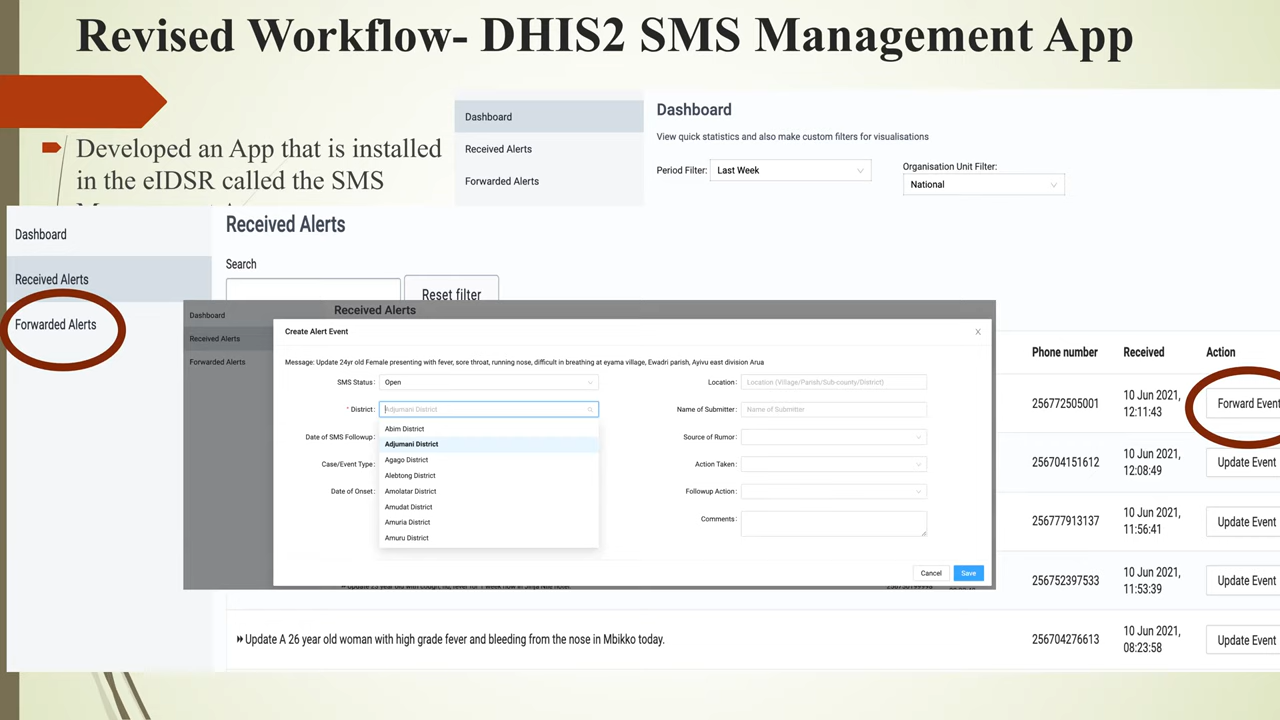 Revised Workflow- DHIS2 SMS Management App
Developed an App that is installed
in the eIDSR called the SMS
Dashboard
Received Alerts
Forwarded Alerts
Dashboard
View quick statistics and also make custom filters for visualisations
Period Filter: Last Week
Organisation Unit Filter:
National
Dashboard
Received Alerts
Forwarded Alerts
Received Alerts
Search
Reset filter
Dashboard
Received Alerts
Forwarded Alerts
Received Alerts
Create Alert Event
X
Message: Update 24yr old Female presenting with fever, sore throat, running nose, difficult in breathing at eyama village, Ewadri parish, Ayivu east division Arua
SMS Status: Open
* District: Adjumani District
Abim District
Adjumani District
Agago District
Alebtong District
Amolatar District
Amudat District
Amuria District
Amuru District
Date of SMS Followup:
Case/Event Type:
Date of Onset:
Location: Location (Village/Parish/Sub-county/District)
Name of Submitter: Name of Submitter
Source of Rumor:
Action Taken:
Followup Action:
Comments:
Cancel Save
Phone number Received Action
256772505001 10 Jun 2021, 12:11:43 Forward Event
256704151612 10 Jun 2021, 12:08:49 Update Event
256777913137 10 Jun 2021, 11:56:41 Update Event
256752397533 10 Jun 2021, 11:53:39 Update Event
Update A 26 year old woman with high grade fever and bleeding from the nose in Mbikko today. 256704276613 10 Jun 2021, 08:23:58 Update Event